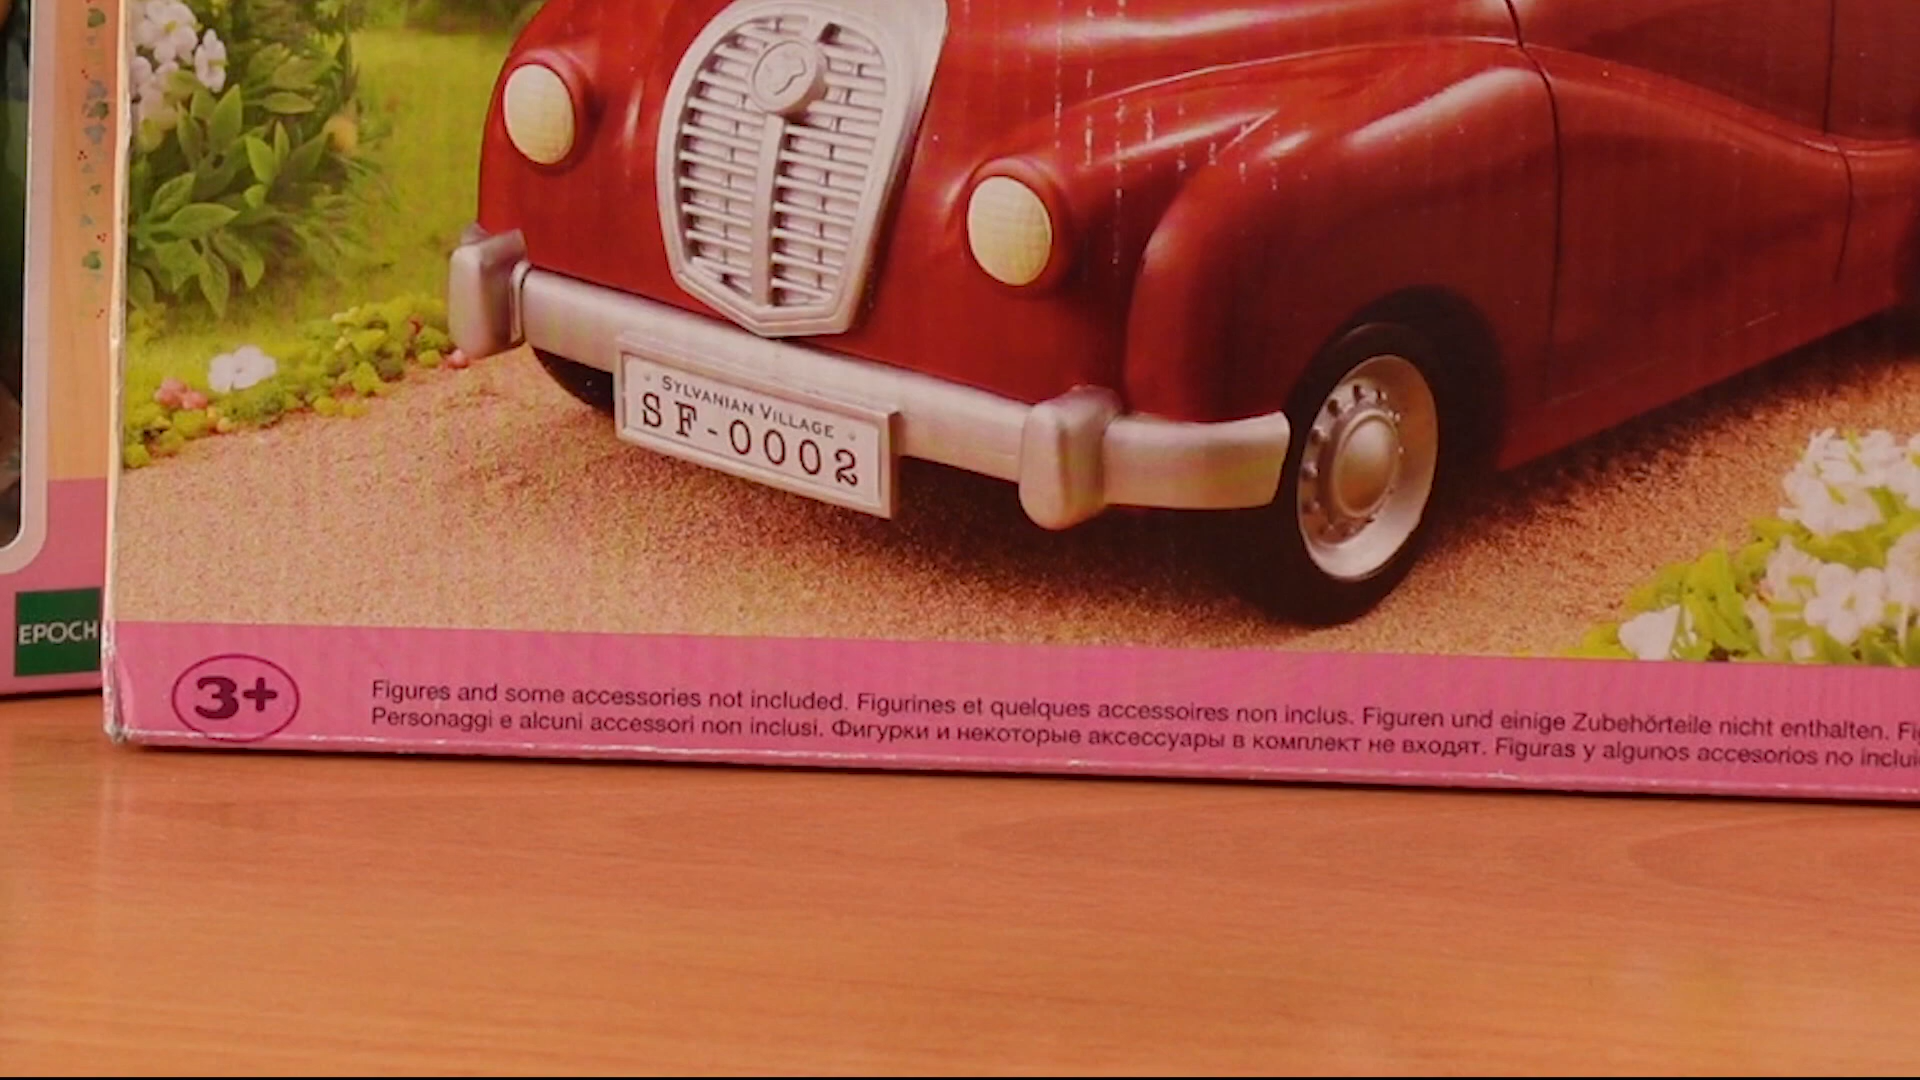 SYLVANIAN VILLAGE
SF-0002
EPOCH
3+
Figures and some accessories not included. Figurines et quelques accessoires non inclus. Figuren und einige Zubehörteile nicht enthalten.
Personaggi e alcuni accessori non inclusi. Фигурки и некоторые аксессуары в комплект не входят. Figuras y algunos accesorios no